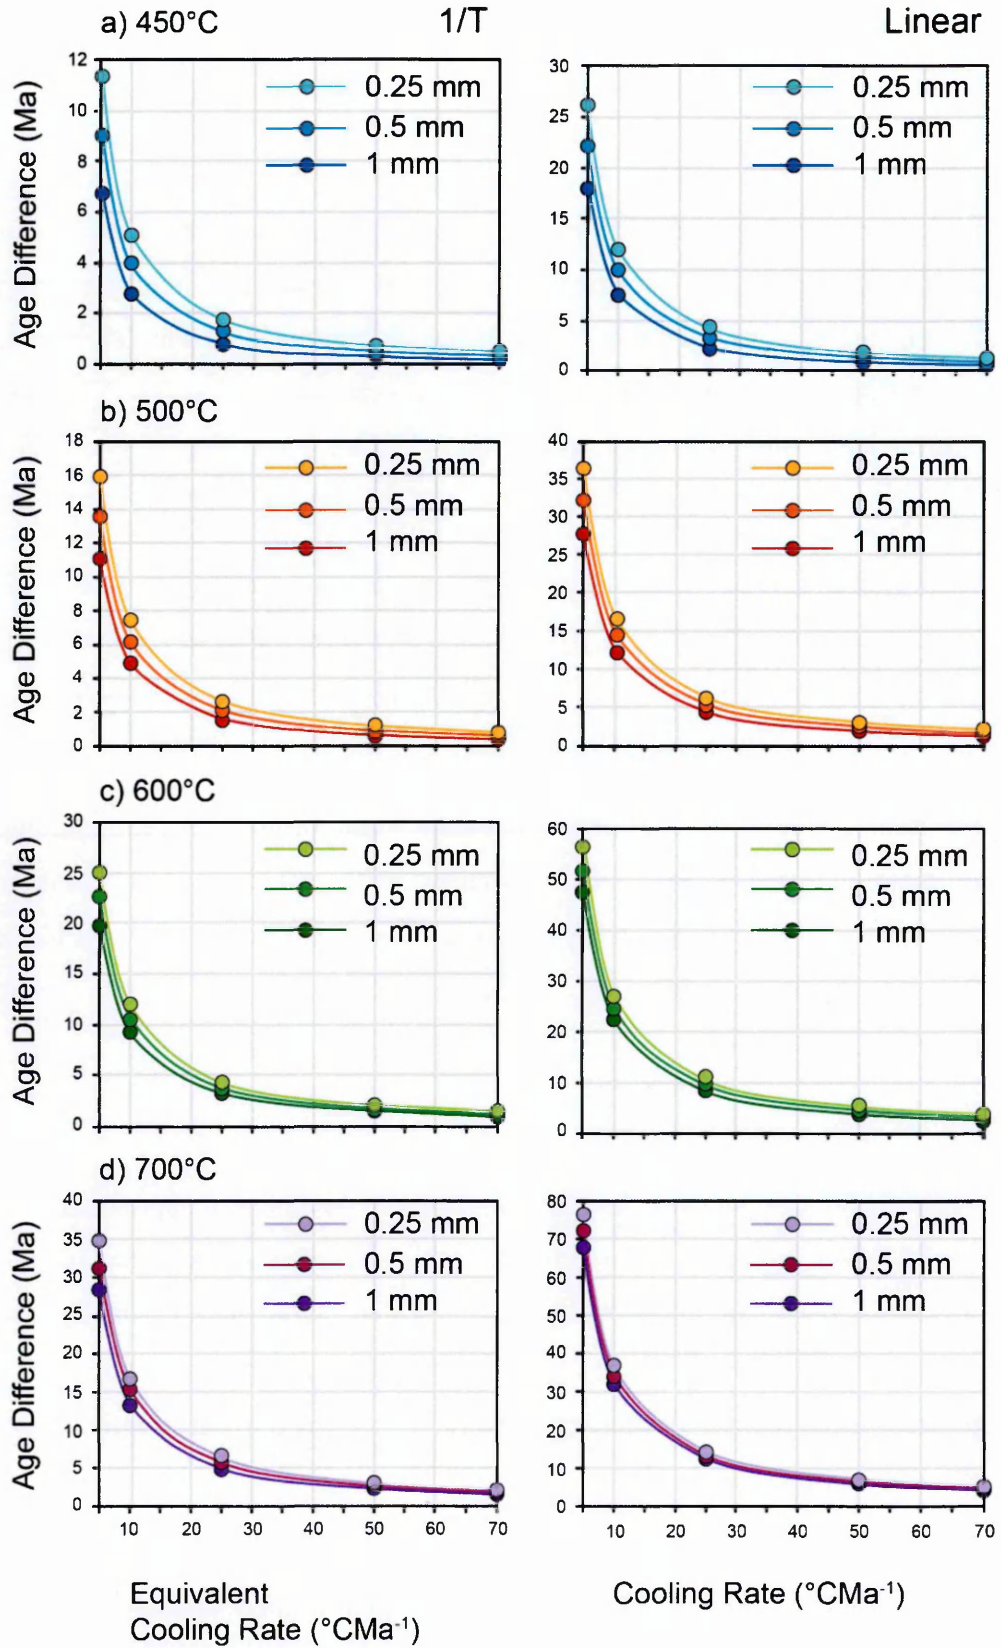 a) 450°C
1/T
Linear
Age Difference (Ma)
12
10
8
6
4
2
0
0.25 mm
0.5 mm
1 mm
30
25
20
15
10
5
0
0.25 mm
0.5 mm
1 mm
b) 500°C
Age Difference (Ma)
18
16
14
12
10
8
6
4
2
0
0.25 mm
0.5 mm
1 mm
40
35
30
25
20
15
10
5
0
0.25 mm
0.5 mm
1 mm
c) 600°C
Age Difference (Ma)
30
25
20
15
10
5
0
0.25 mm
0.5 mm
1 mm
60
50
40
30
20
10
0
0.25 mm
0.5 mm
1 mm
d) 700°C
Age Difference (Ma)
40
35
30
25
20
15
10
5
0
0.25 mm
0.5 mm
1 mm
10 20 30 40 50 60 70
80
70
60
50
40
30
20
10
0
0.25 mm
0.5 mm
1 mm
10 20 30 40 50 60 70
Equivalent
Cooling Rate (°CMa⁻¹)
Cooling Rate (°CMa⁻¹)